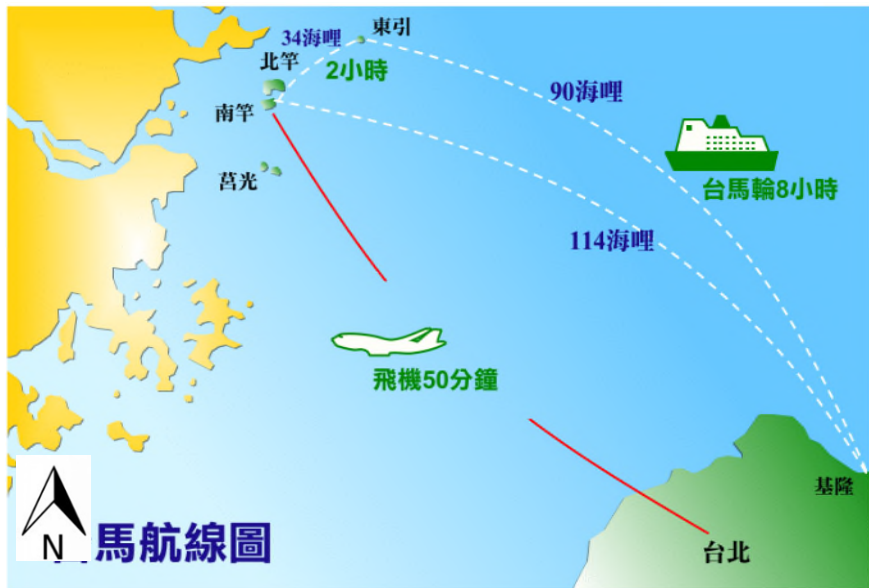 東引
34海哩
2小時
北竿
南竿
90海哩
台馬輪8小時
莒光
114海哩
飛機50分鐘
基隆
台北
N
馬航線圖